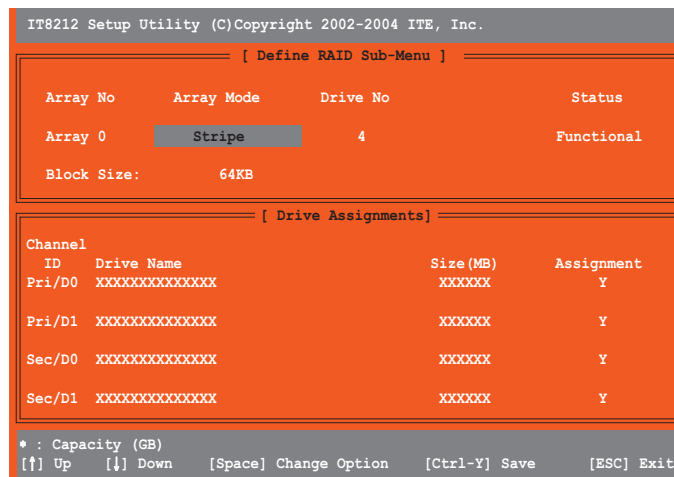 IT8212 Setup Utility (C)Copyright 2002-2004 ITE, Inc.
[ Define RAID Sub-Menu ]
Array No Array Mode Drive No Status
Array 0 Stripe 4 Functional
Block Size: 64KB
[ Drive Assignments]
Channel
ID Drive Name Size(MB) Assignment
Pri/D0 XXXXXXXXXXXXXX XXXXXX Y
Pri/D1 XXXXXXXXXXXXXX XXXXXX Y
Sec/D0 XXXXXXXXXXXXXX XXXXXX Y
Sec/D1 XXXXXXXXXXXXXX XXXXXX Y
* : Capacity (GB)
[↑] Up [↓] Down [Space] Change Option [Ctrl-Y] Save [ESC] Exit